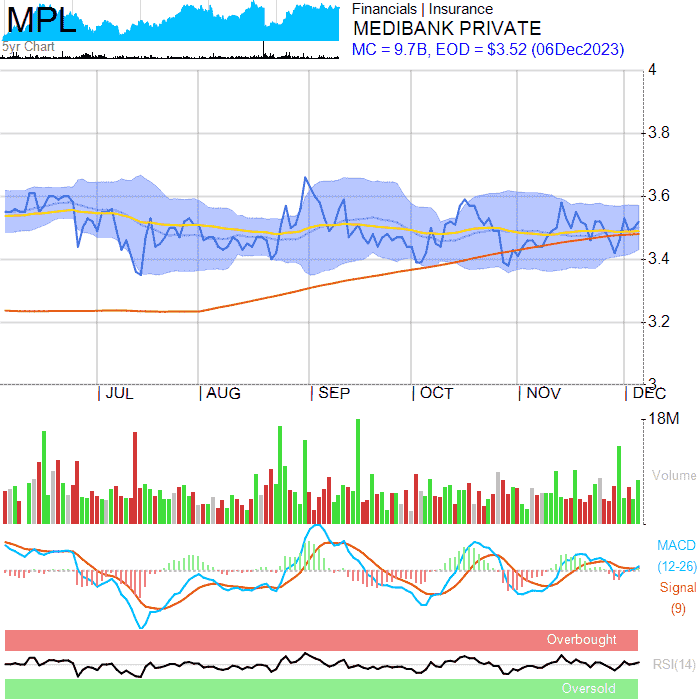 MPL
5yr Chart
Financials | Insurance
MEDIBANK PRIVATE
MC = 9.7B, EOD = $3.52 (06Dec2023)
4
3.8
3.6
3.4
3.2
3
JUL AUG SEP OCT NOV DEC
18M
Volume
MACD
(12-26)
Signal
(9)
Overbought
RSI(14)
Oversold